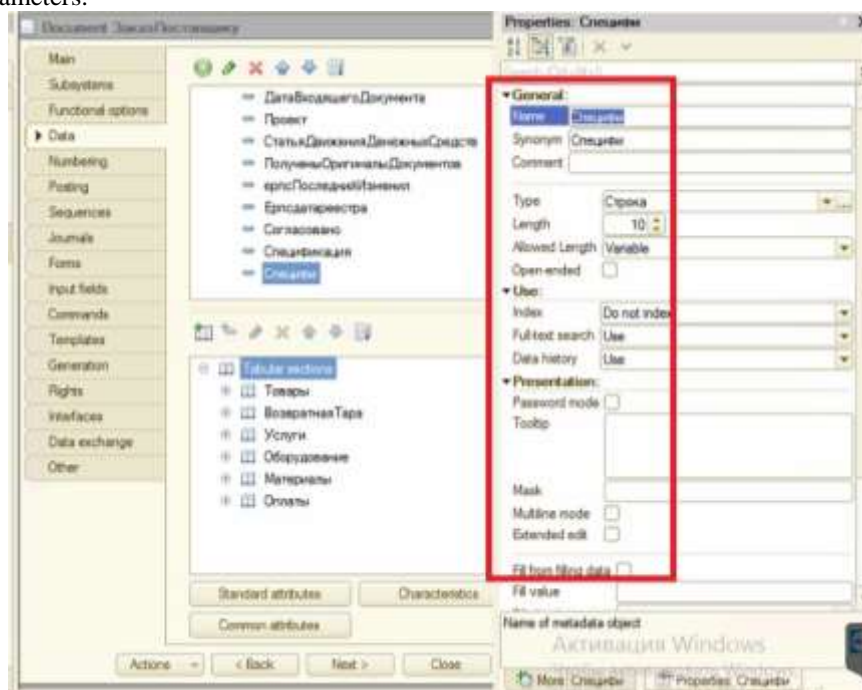 ameters.
Document ЗаказПоставщику
Main
Subsystems
Functional options
Data
Numbering
Posting
Sequences
Journals
Forms
Input fields
Commands
Templates
Generation
Rights
Interfaces
Data exchange
Other
ДатаВходящегоДокумента
Проект
СтатьяДвиженияДенежныхСредств
ПолученыОригиналыДокументов
ерпсПоследнийИзменил
Ерпсдатареестра
Согласовано
Спецификация
Специфи
Tabular sections
Товары
ВозвратнаяТара
Услуги
Оборудование
Материалы
Оплаты
Standard attributes
Characteristics
Common attributes
Actions
< Back
Next >
Close
Properties: Специфи
General:
Name Специфи
Synonym Специфи
Comment
Type Строка
Length 10
Allowed Length Variable
Open-ended
Use:
Index Do not index
Full-text search Use
Data history Use
Presentation:
Password mode
Tooltip
Mask
Multiline mode
Extended edit
Fill from filling data
Fill value
Name of metadata object
Активация Windows
More: Специфи
Properties: Специфи